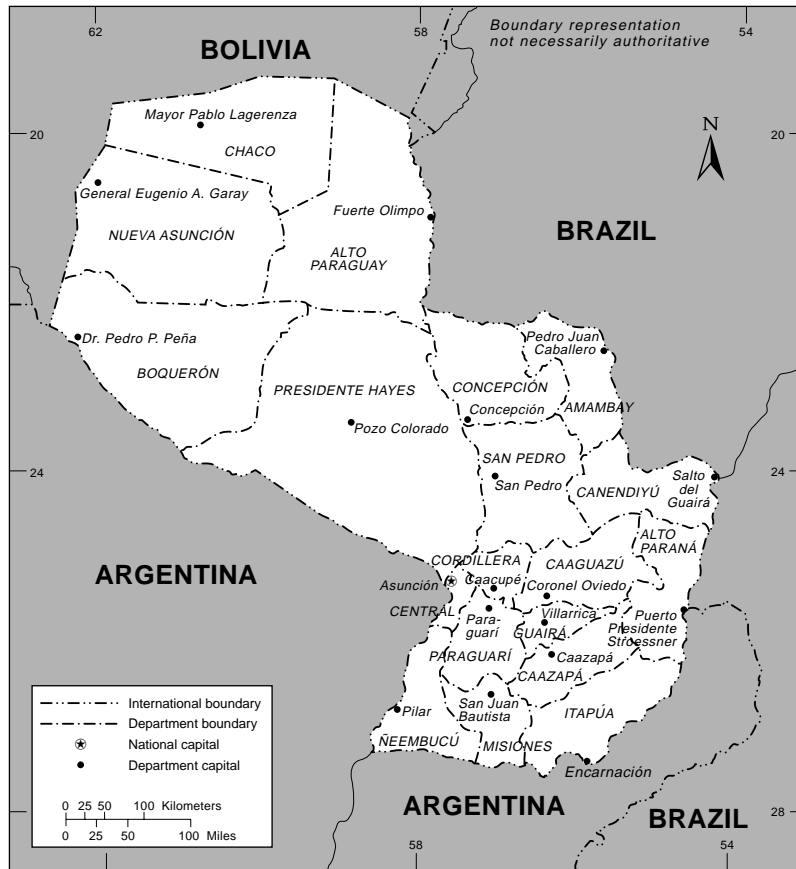 62
58
54
BOLIVIA
Boundary representation
not necessarily authoritative
20
20
N
Mayor Pablo Lagerenza
CHACO
General Eugenio A. Garay
NUEVA ASUNCIÓN
Fuerte Olimpo
ALTO
PARAGUAY
BRAZIL
Dr. Pedro P. Peña
BOQUERÓN
PRESIDENTE HAYES
Pozo Colorado
Pedro Juan
Caballero
CONCEPCIÓN
Concepción
AMAMBAY
24
24
SAN PEDRO
San Pedro
CANENDIYÚ
Salto
del
Guairá
ALTO
PARANÁ
ARGENTINA
CORDILLERA
CAAGUAZÚ
Asunción
Caacupé
Coronel Oviedo
CENTRAL
Para-
guarí
Villarrica
GUAIRÁ
Puerto
Presidente
Stroessner
PARAGUARÍ
Caazapá
CAAZAPÁ
San Juan
Bautista
ITAPÚA
Pilar
ÑEEMBUCÚ
MISIONES
Encarnación
International boundary
Department boundary
National capital
Department capital
0 25 50 100 Kilometers
0 25 50 100 Miles
ARGENTINA
BRAZIL
28
58
54